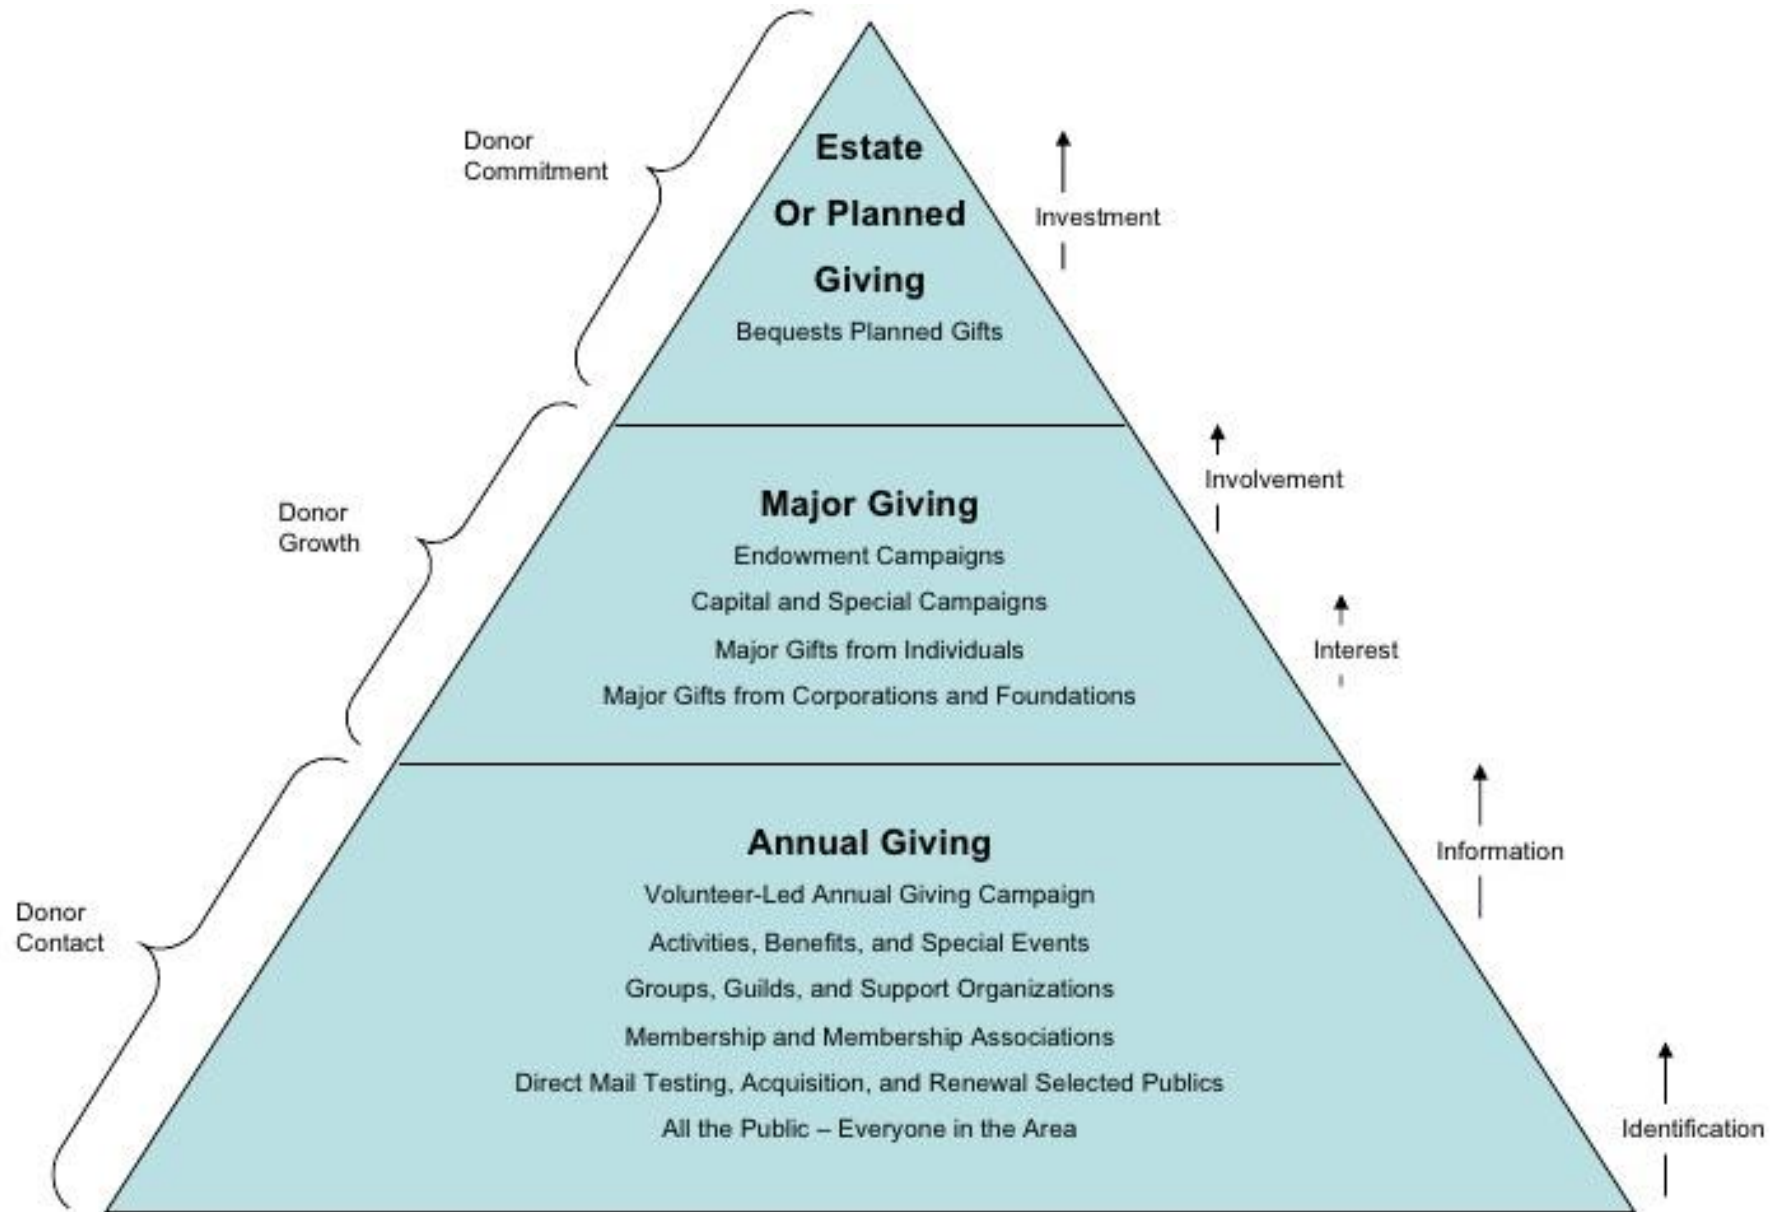 Donor
Commitment
Estate
Or Planned
Giving
Bequests Planned Gifts
Investment
Donor
Growth
Major Giving
Endowment Campaigns
Capital and Special Campaigns
Major Gifts from Individuals
Major Gifts from Corporations and Foundations
Involvement
Interest
Donor
Contact
Annual Giving
Volunteer-Led Annual Giving Campaign
Activities, Benefits, and Special Events
Groups, Guilds, and Support Organizations
Membership and Membership Associations
Direct Mail Testing, Acquisition, and Renewal Selected Publics
All the Public – Everyone in the Area
Information
Identification